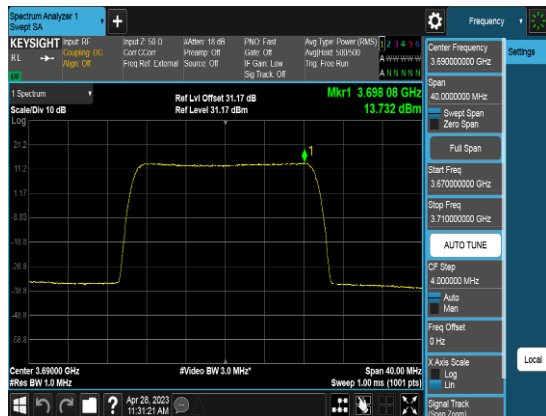 Spectrum Analyzer 1
Swept SA
Frequency
KEYSIGHT
RL
Input: RF
Coupling: DC
Align: Off
Input Z: 50 Ω
Corr CCorr
Freq Ref: External
#Atten: 18 dB
Preamp: Off
Source: Off
PNO: Fast
Gate: Off
IF Gain: Low
Sig Track: Off
Avg Type: Power (RMS)
Avg|Hold: 500/500
Trig: Free Run
1 2 3 4 5 6
A W W W W W
A N N N N N
LV
1 Spectrum
Scale/Div 10 dB
Log
Ref Lvl Offset 31.17 dB
Ref Level 31.17 dBm
Mkr1 3.698 08 GHz
13.732 dBm
1
21.2
11.2
1.17
-8.83
-18.8
-28.8
-38.8
-48.8
-58.8
Center 3.69000 GHz
#Res BW 1.0 MHz
#Video BW 3.0 MHz*
Span 40.00 MHz
Sweep 1.00 ms (1001 pts)
Apr 28, 2023
11:31:21 AM
Center Frequency
3.690000000 GHz
Span
40.0000000 MHz
Swept Span
Zero Span
Full Span
Start Freq
3.670000000 GHz
Stop Freq
3.710000000 GHz
AUTO TUNE
CF Step
4.000000 MHz
Auto
Man
Freq Offset
0 Hz
X Axis Scale
Log
Lin
Signal Track
(Span Zoom)
Settings
Local